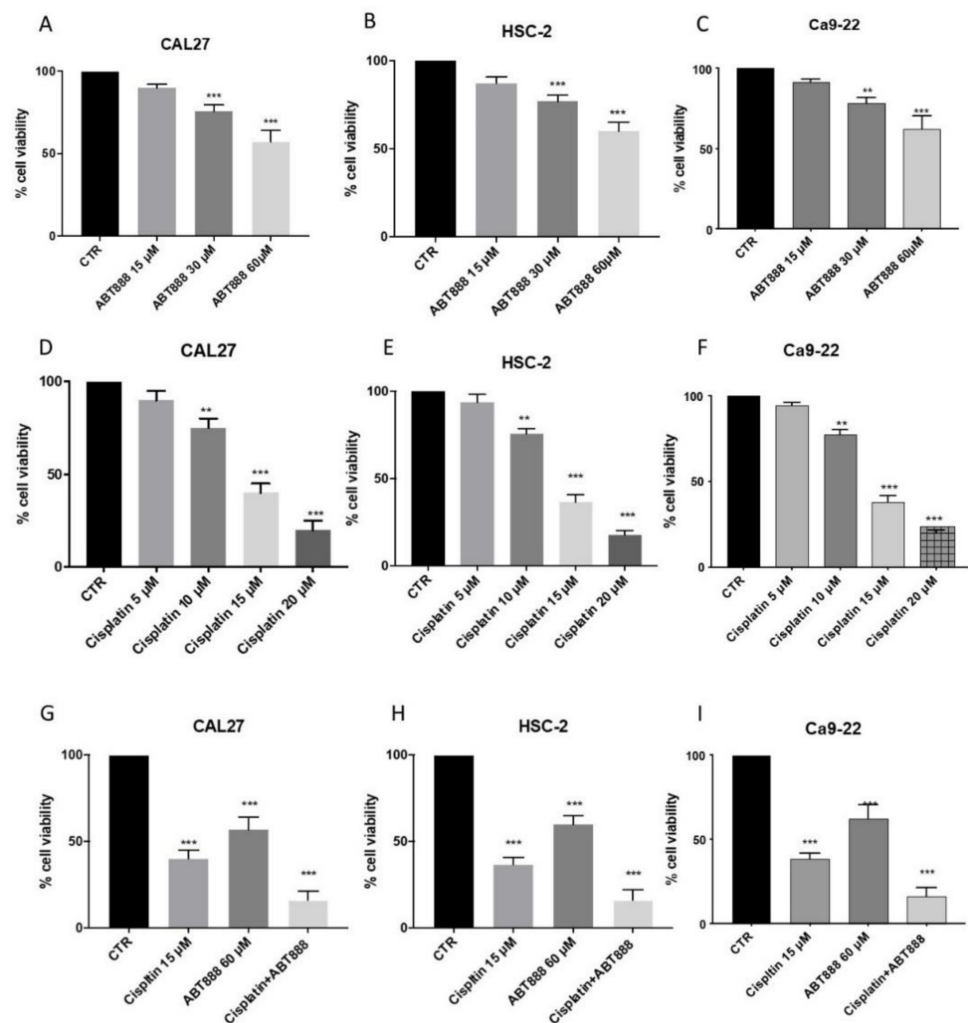 A
CAL27
% cell viability
100
50
0
***
***
CTR
ABT888 15 µM
ABT888 30 µM
ABT888 60µM
B
HSC-2
% cell viability
100
50
0
***
***
CTR
ABT888 15 µM
ABT888 30 µM
ABT888 60µM
C
Ca9-22
% cell viability
100
50
0
**
***
CTR
ABT888 15 µM
ABT888 30 µM
ABT888 60µM
D
CAL27
% cell viability
100
50
0
**
***
***
CTR
Cisplatin 5 µM
Cisplatin 10 µM
Cisplatin 15 µM
Cisplatin 20 µM
E
HSC-2
% cell viability
100
50
0
**
***
***
CTR
Cisplatin 5 µM
Cisplatin 10 µM
Cisplatin 15 µM
Cisplatin 20 µM
F
Ca9-22
% cell viability
100
50
0
**
***
***
CTR
Cisplatin 5 µM
Cisplatin 10 µM
Cisplatin 15 µM
Cisplatin 20 µM
G
CAL27
% cell viability
100
50
0
***
***
***
CTR
Cispltin 15 µM
ABT888 60 µM
Cisplatin+ABT888
H
HSC-2
% cell viability
100
50
0
***
***
***
CTR
Cispltin 15 µM
ABT888 60 µM
Cisplatin+ABT888
I
Ca9-22
% cell viability
100
50
0
***
***
***
CTR
Cispltin 15 µM
ABT888 60 µM
Cisplatin+ABT888